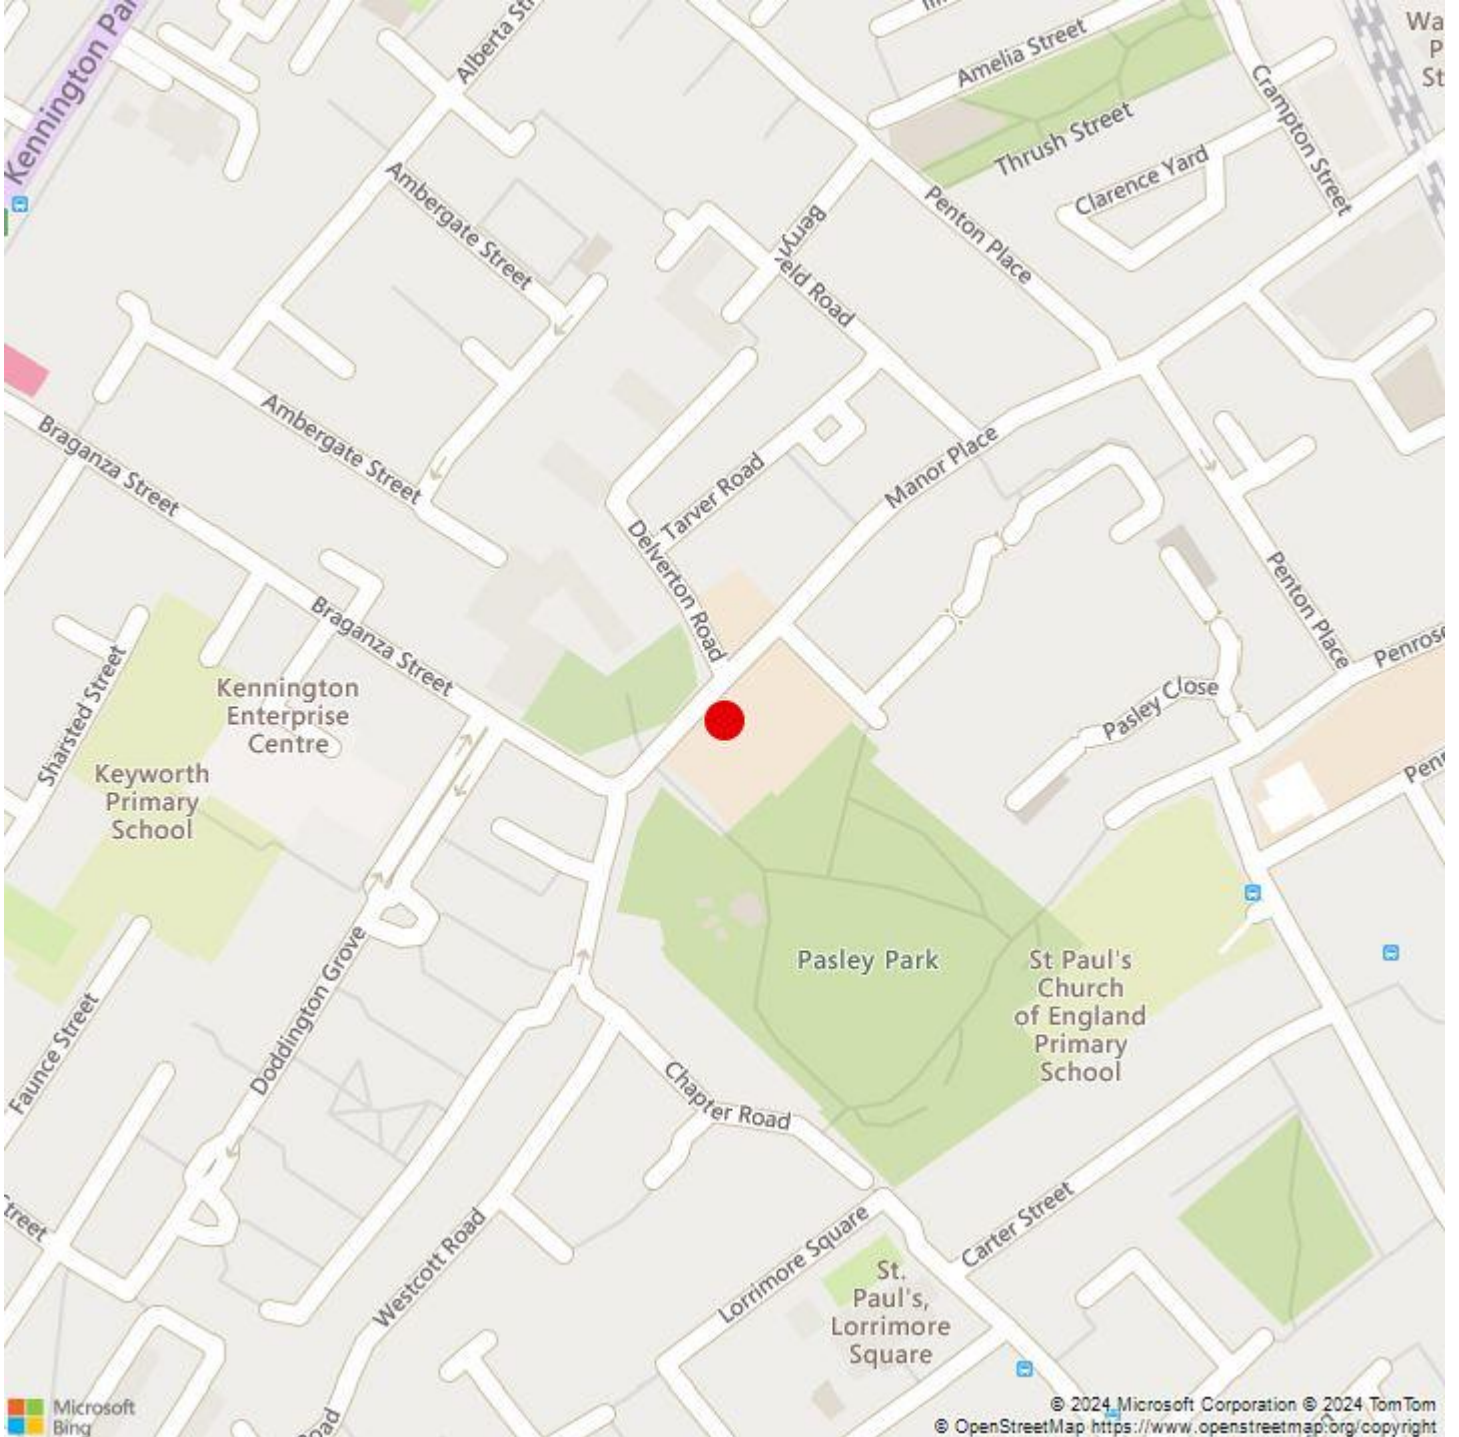 Kennington Par
Alberta Str
Amelia Street
Wa
P
St
Thrush Street
Crampton Street
Clarence Yard
Ambergate Street
Penton Place
Berryfield Road
Braganza Street
Ambergate Street
Manor Place
Tarver Road
Delverton Road
Penton Place
Braganza Street
Penrose
Sharsted Street
Kennington
Enterprise
Centre
Pasley Close
Keyworth
Primary
School
Penr
Pasley Park
St Paul's
Church
of England
Primary
School
Doddington Grove
Faunce Street
Chapter Road
Carter Street
Street
Westcott Road
Lorrimore Square
St.
Paul's,
Lorrimore
Square
Road
Microsoft
Bing
© 2024 Microsoft Corporation © 2024 TomTom
© OpenStreetMap https://www.openstreetmap.org/copyright